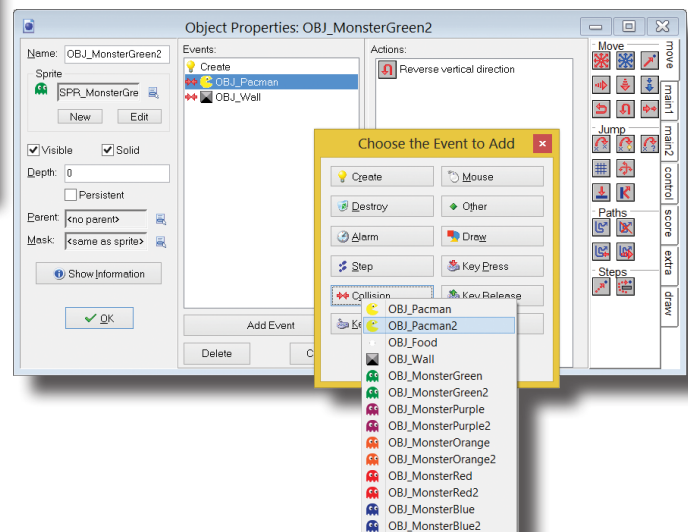 Object Properties: OBJ_MonsterGreen2
Name: OBJ_MonsterGreen2
Sprite
SPR_MonsterGre
New Edit
Visible Solid
Depth: 0
Persistent
Parent: <no parent>
Mask: <same as sprite>
Show Information
OK
Events:
Create
OBJ_Pacman
OBJ_Wall
Add Event
Delete C
Actions:
Reverse vertical direction
Choose the Event to Add
Create Mouse
Destroy Other
Alarm Draw
Step Key Press
Collision Key Release
Ke
OBJ_Pacman
OBJ_Pacman2
OBJ_Food
OBJ_Wall
OBJ_MonsterGreen
OBJ_MonsterGreen2
OBJ_MonsterPurple
OBJ_MonsterPurple2
OBJ_MonsterOrange
OBJ_MonsterOrange2
OBJ_MonsterRed
OBJ_MonsterRed2
OBJ_MonsterBlue
OBJ_MonsterBlue2
Move
Jump
Paths
Steps
move
main1
main2
control
score
extra
draw